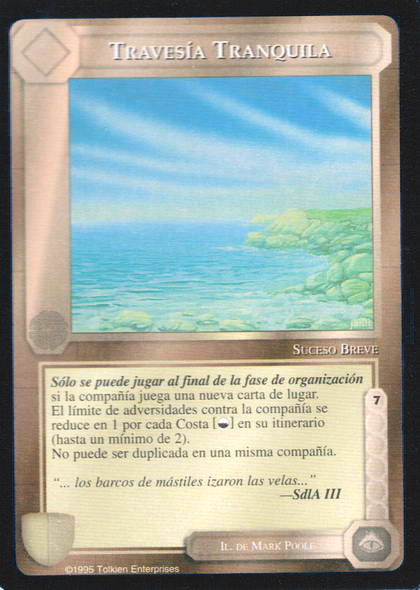 TRAVESÍA TRANQUILA
SUCESO BREVE
Sólo se puede jugar al final de la fase de organización
si la compañía juega una nueva carta de lugar.
El límite de adversidades contra la compañía se
reduce en 1 por cada Costa [] en su itinerario
(hasta un mínimo de 2).
No puede ser duplicada en una misma compañía.
“... los barcos de mástiles izaron las velas...”
—SdlA III
7
IL. DE MARK POOLE
©1995 Tolkien Enterprises